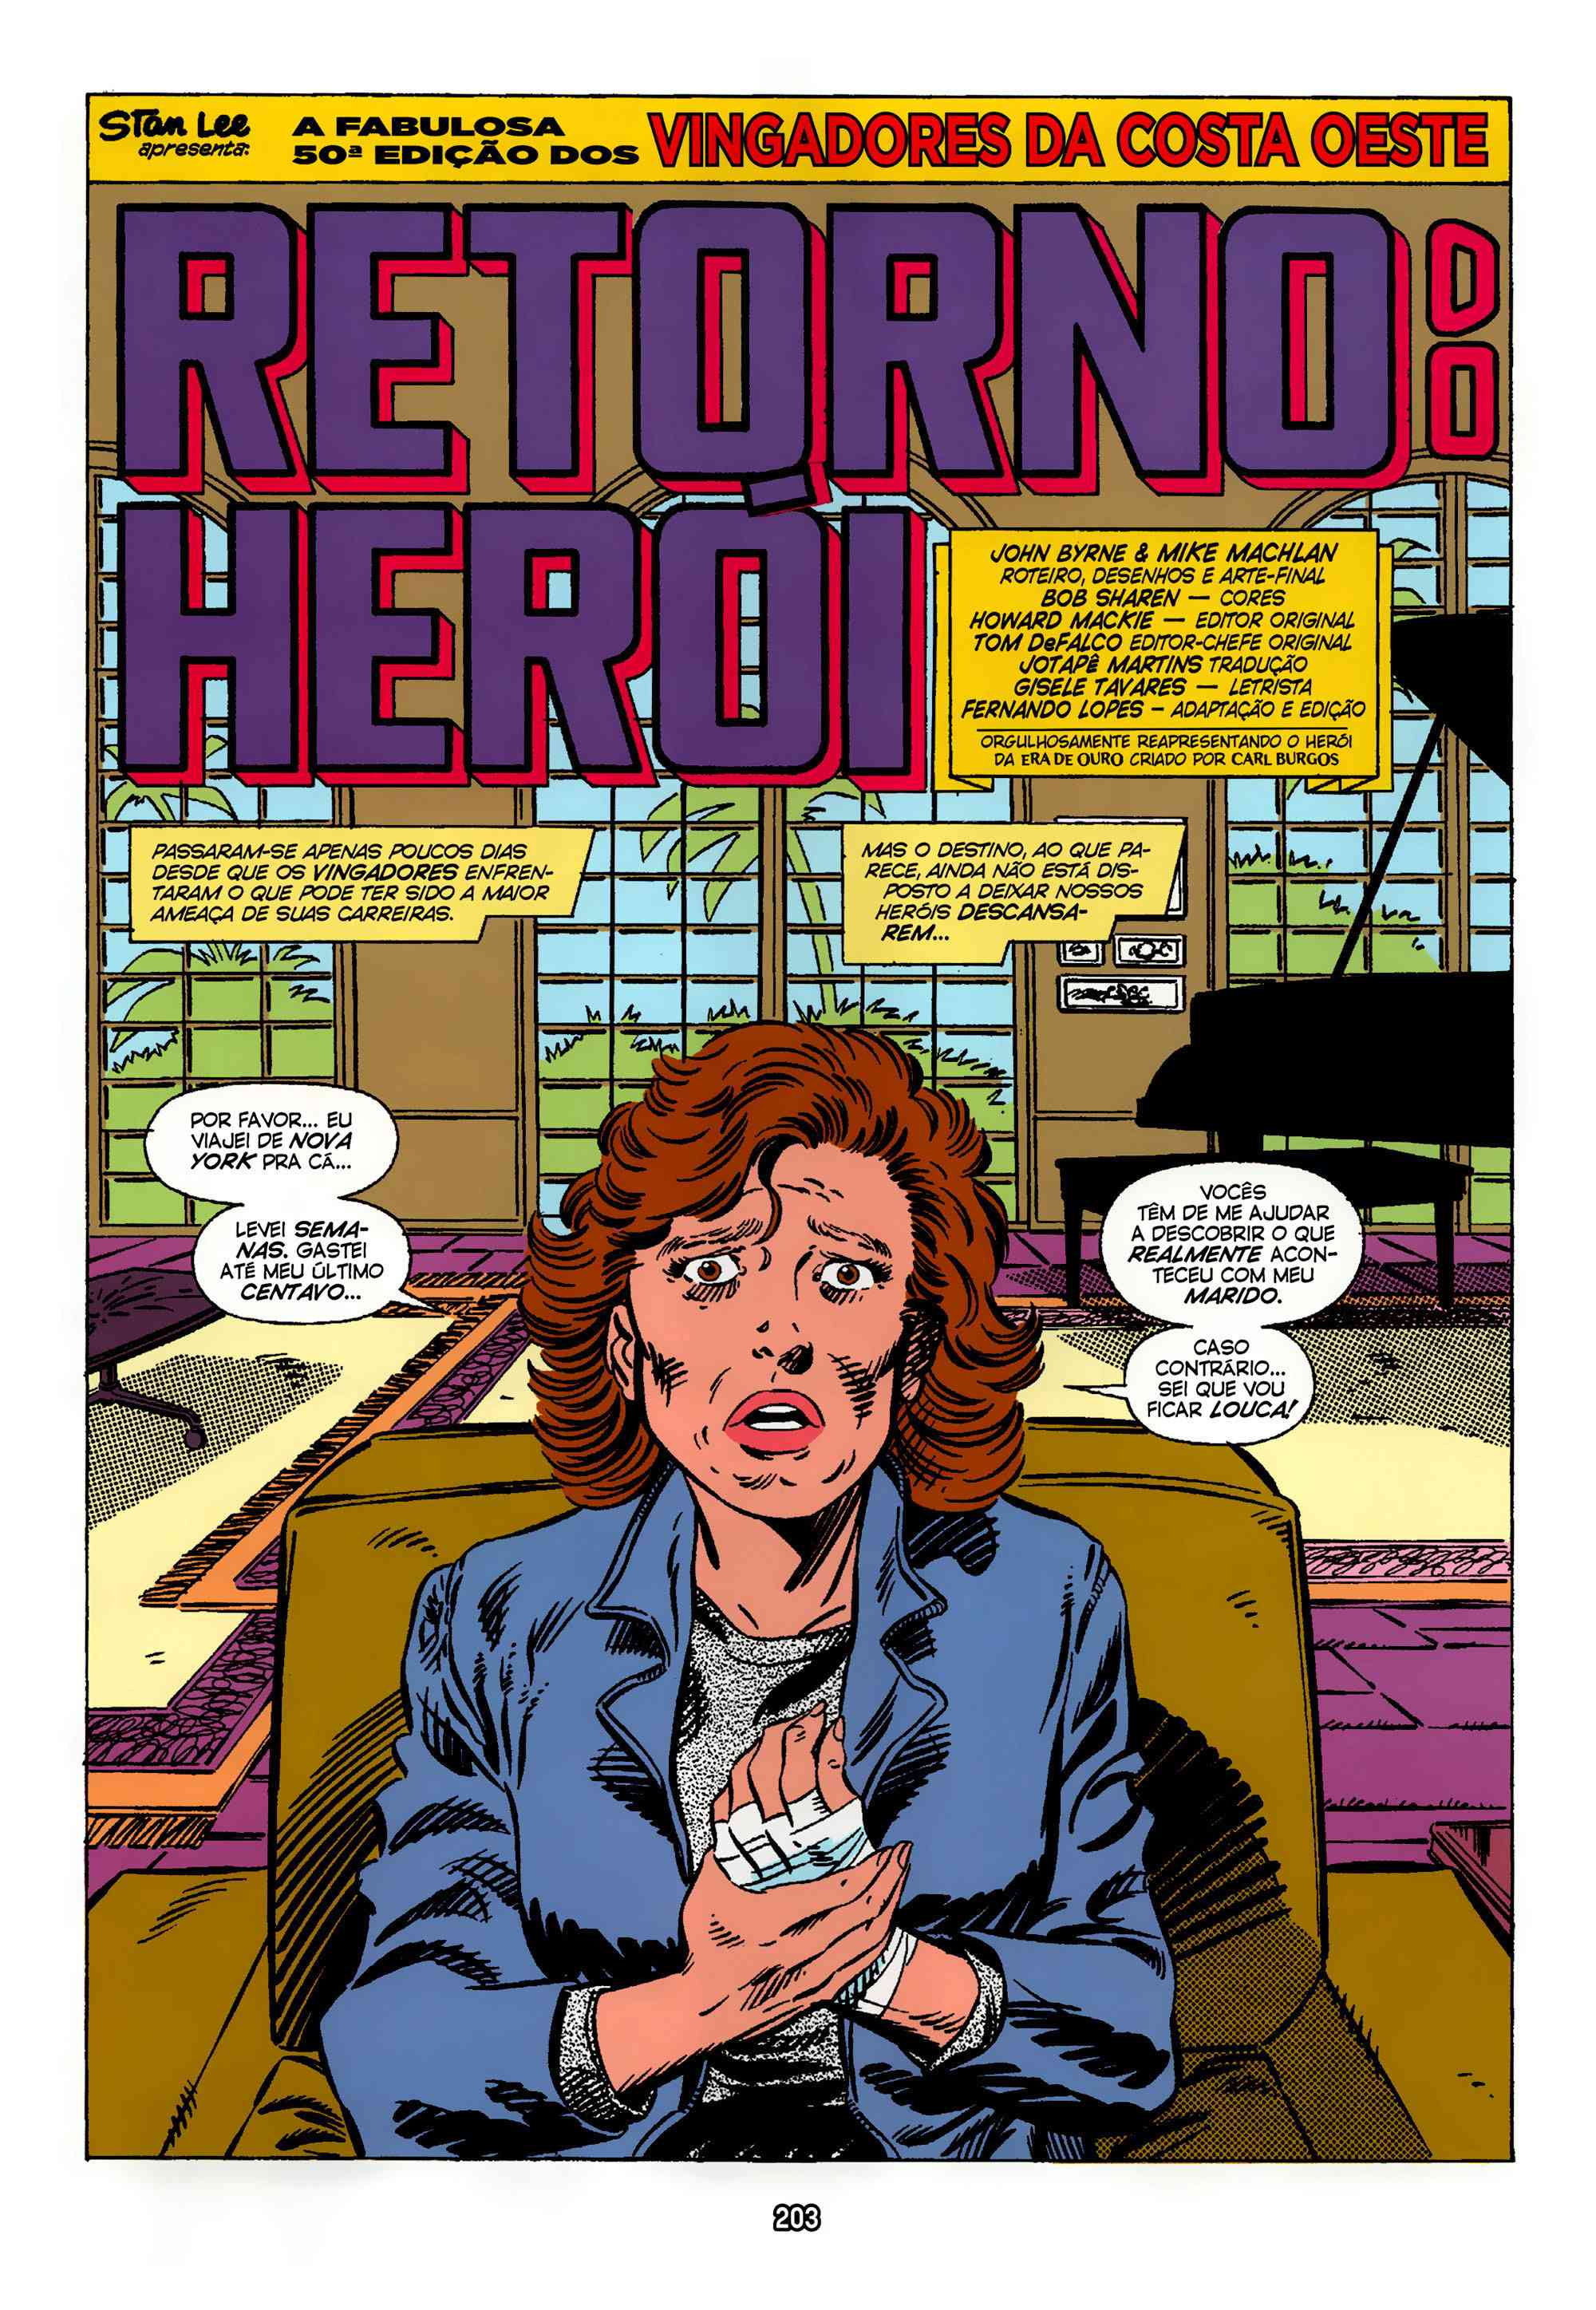 STAN LEE
apresenta:
A FABULOSA
50ª EDIÇÃO DOS
VINGADORES DA COSTA OESTE
RETORNO DO
HERÓI
JOHN BYRNE & MIKE MACHLAN
ROTEIRO, DESENHOS E ARTE-FINAL
BOB SHAREN — CORES
HOWARD MACKIE — EDITOR ORIGINAL
TOM DeFALCO EDITOR-CHEFE ORIGINAL
JOTAPÊ MARTINS TRADUÇÃO
GISELE TAVARES — LETRISTA
FERNANDO LOPES – ADAPTAÇÃO E EDIÇÃO
ORGULHOSAMENTE REAPRESENTANDO O HERÓI
DA ERA DE OURO CRIADO POR CARL BURGOS
PASSARAM-SE APENAS POUCOS DIAS
DESDE QUE OS VINGADORES ENFREN-
TARAM O QUE PODE TER SIDO A MAIOR
AMEAÇA DE SUAS CARREIRAS.
MAS O DESTINO, AO QUE PA-
RECE, AINDA NÃO ESTÁ DIS-
POSTO A DEIXAR NOSSOS
HERÓIS DESCANSA-
REM...
POR FAVOR... EU
VIAJEI DE NOVA
YORK PRA CÁ...
LEVEI SEMA-
NAS. GASTEI
ATÉ MEU ÚLTIMO
CENTAVO...
VOCÊS
TÊM DE ME AJUDAR
A DESCOBRIR O QUE
REALMENTE ACON-
TECEU COM MEU
MARIDO.
CASO
CONTRÁRIO...
SEI QUE VOU
FICAR LOUCA!
203